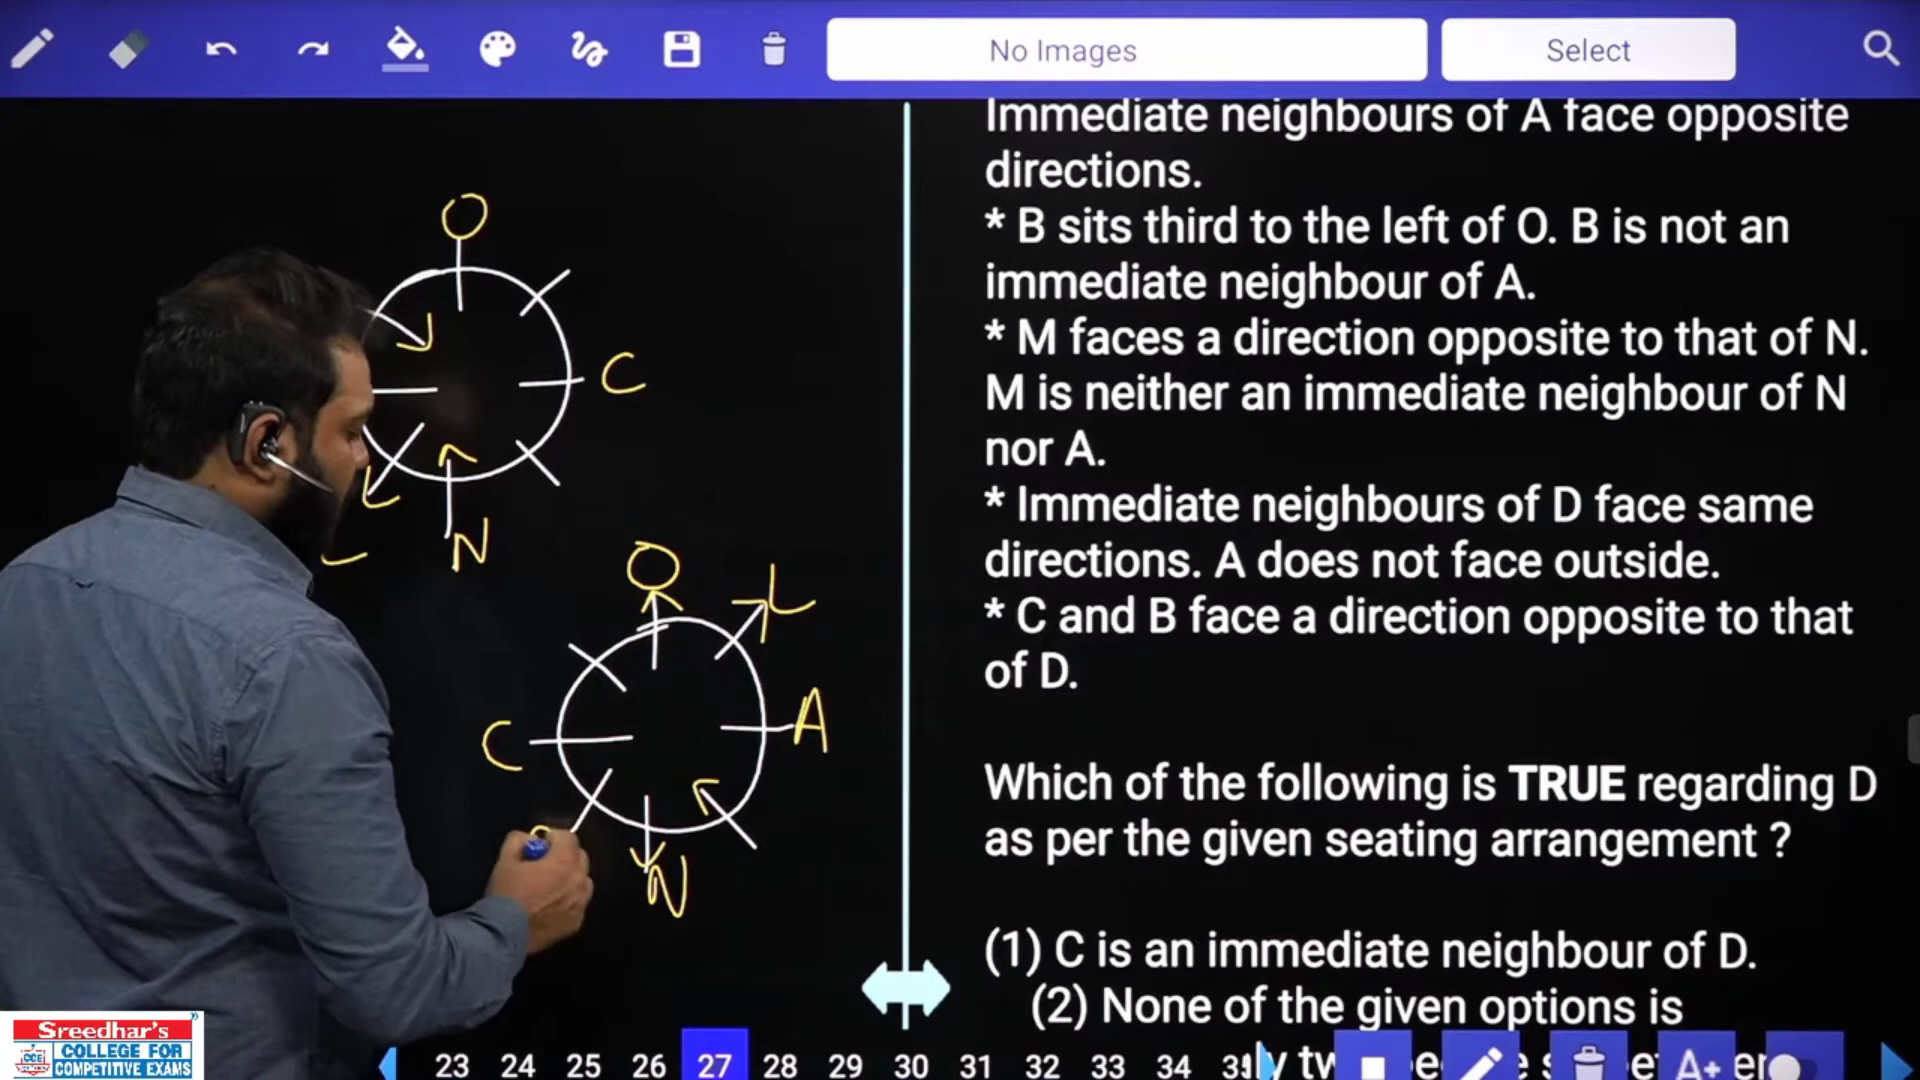 No Images
Select
Immediate neighbours of A face opposite
directions.
* B sits third to the left of O. B is not an
immediate neighbour of A.
* M faces a direction opposite to that of N.
M is neither an immediate neighbour of N
nor A.
* Immediate neighbours of D face same
directions. A does not face outside.
* C and B face a direction opposite to that
of D.
Which of the following is TRUE regarding D
as per the given seating arrangement ?
(1) C is an immediate neighbour of D.
(2) None of the given options is
O
C
N
O
L
A
C
N
Sreedhar's
CCE
COLLEGE FOR
COMPETITIVE EXAMS
23 24 25 26 27 28 29 30 31 32 33 34
A+